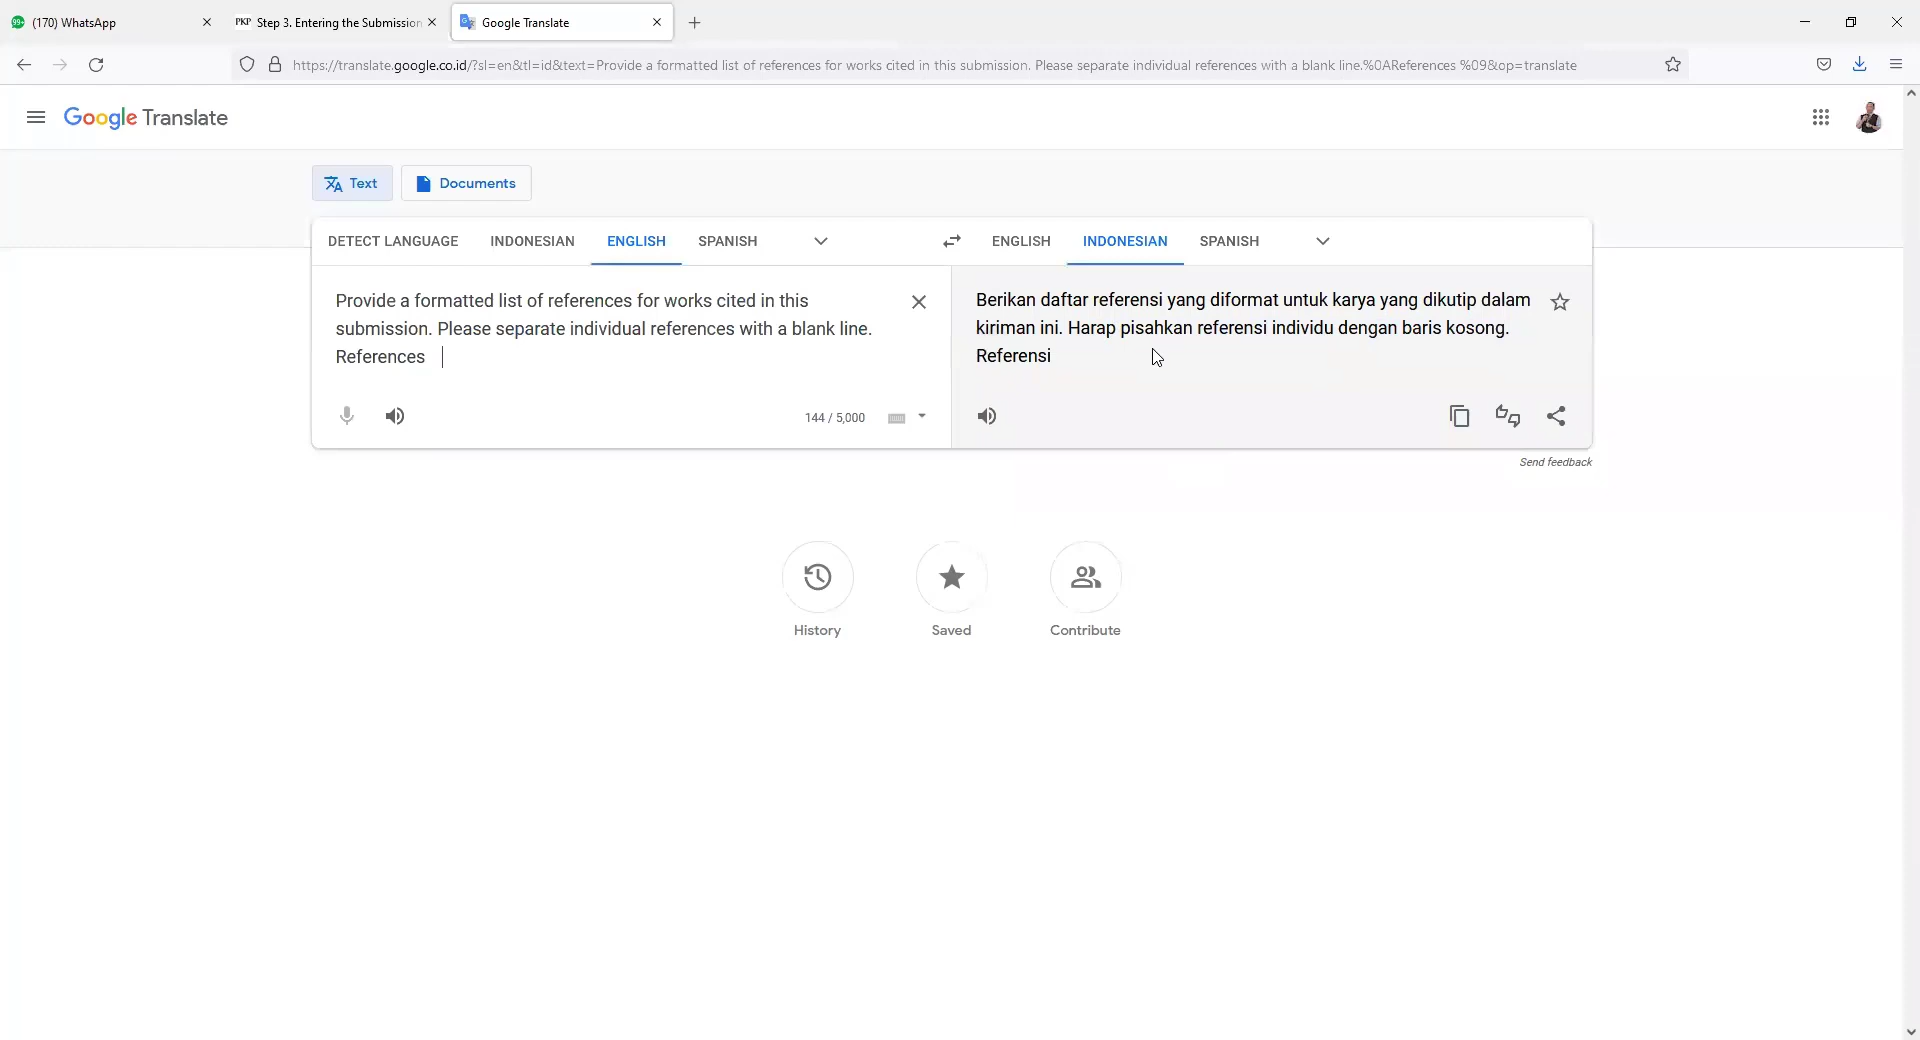 99+ (170) WhatsApp
PKP Step 3. Entering the Submission
Google Translate
https://translate.google.co.id/?sl=en&tl=id&text=Provide a formatted list of references for works cited in this submission. Please separate individual references with a blank line.%0AReferences %09&op=translate
Google Translate
Text
Documents
DETECT LANGUAGE INDONESIAN ENGLISH SPANISH
ENGLISH INDONESIAN SPANISH
Provide a formatted list of references for works cited in this
submission. Please separate individual references with a blank line.
References
144 / 5,000
Berikan daftar referensi yang diformat untuk karya yang dikutip dalam
kiriman ini. Harap pisahkan referensi individu dengan baris kosong.
Referensi
Send feedback
History
Saved
Contribute